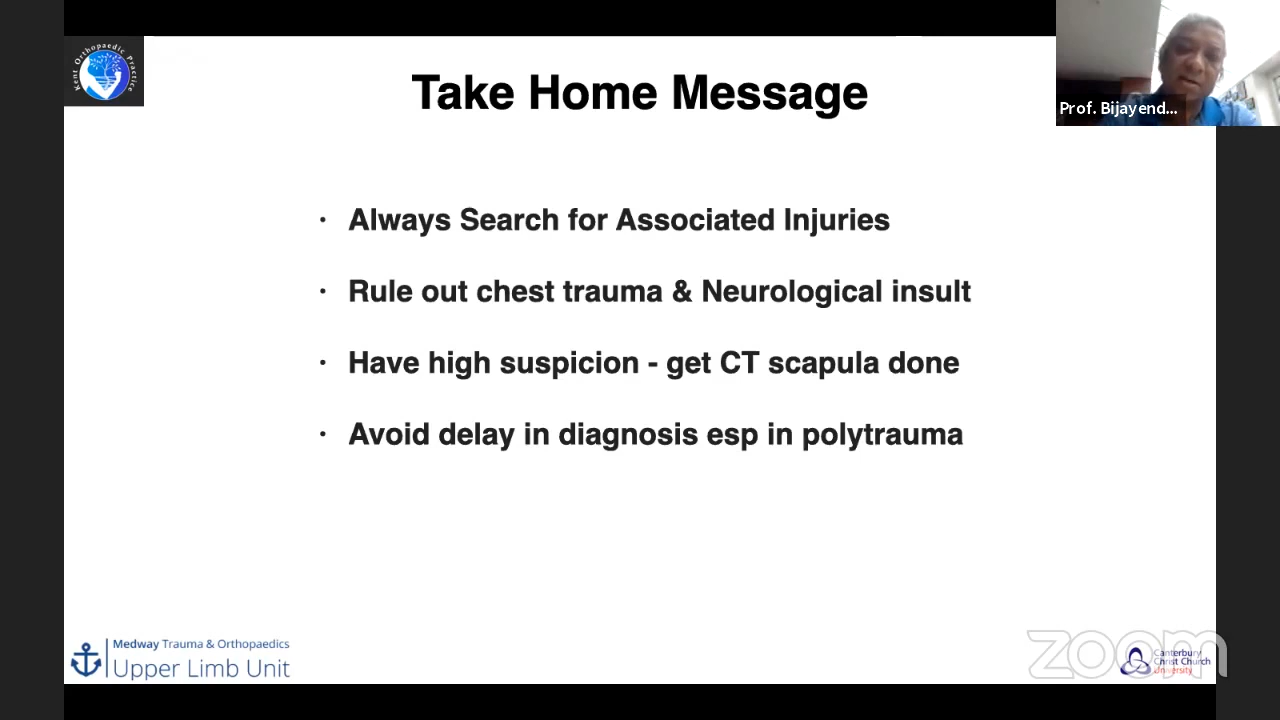 Kent Orthopaedic Practice
Take Home Message
Prof. Bijayend...
· Always Search for Associated Injuries
· Rule out chest trauma & Neurological insult
· Have high suspicion - get CT scapula done
· Avoid delay in diagnosis esp in polytrauma
Medway Trauma & Orthopaedics
Upper Limb Unit
zoom
Canterbury
Christ Church
University